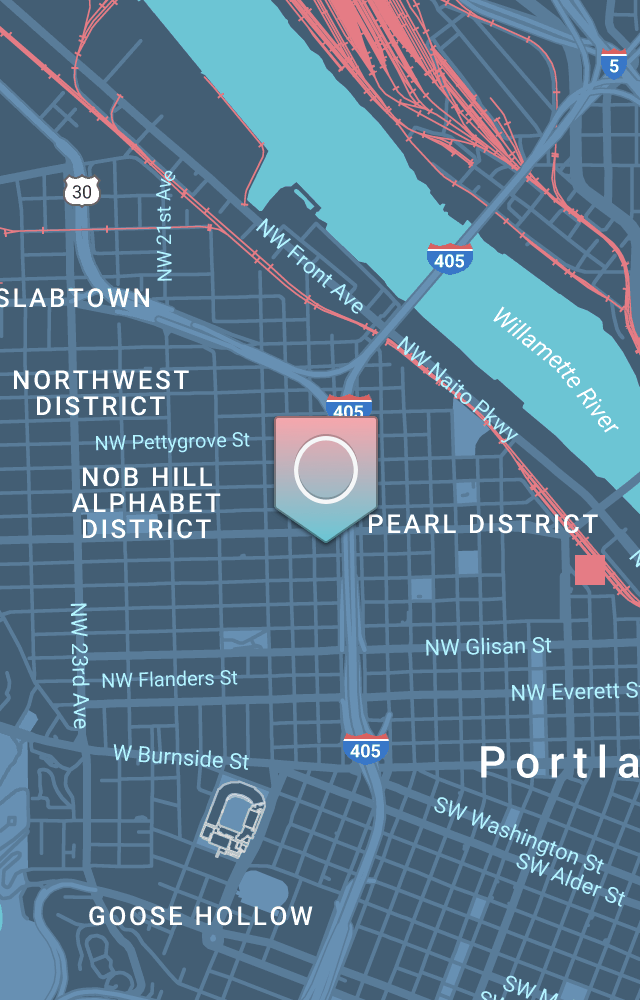 5
30
NW 21st Ave
NW Front Ave
405
SLABTOWN
Willamette River
NW Naito Pkwy
NORTHWEST
DISTRICT
405
NW Pettygrove St
NOB HILL
ALPHABET
DISTRICT
PEARL DISTRICT
NW 23rd Ave
NW Glisan St
NW Flanders St
NW Everett S
W Burnside St
405
Portla
SW Washington St
SW Alder St
GOOSE HOLLOW
SW M